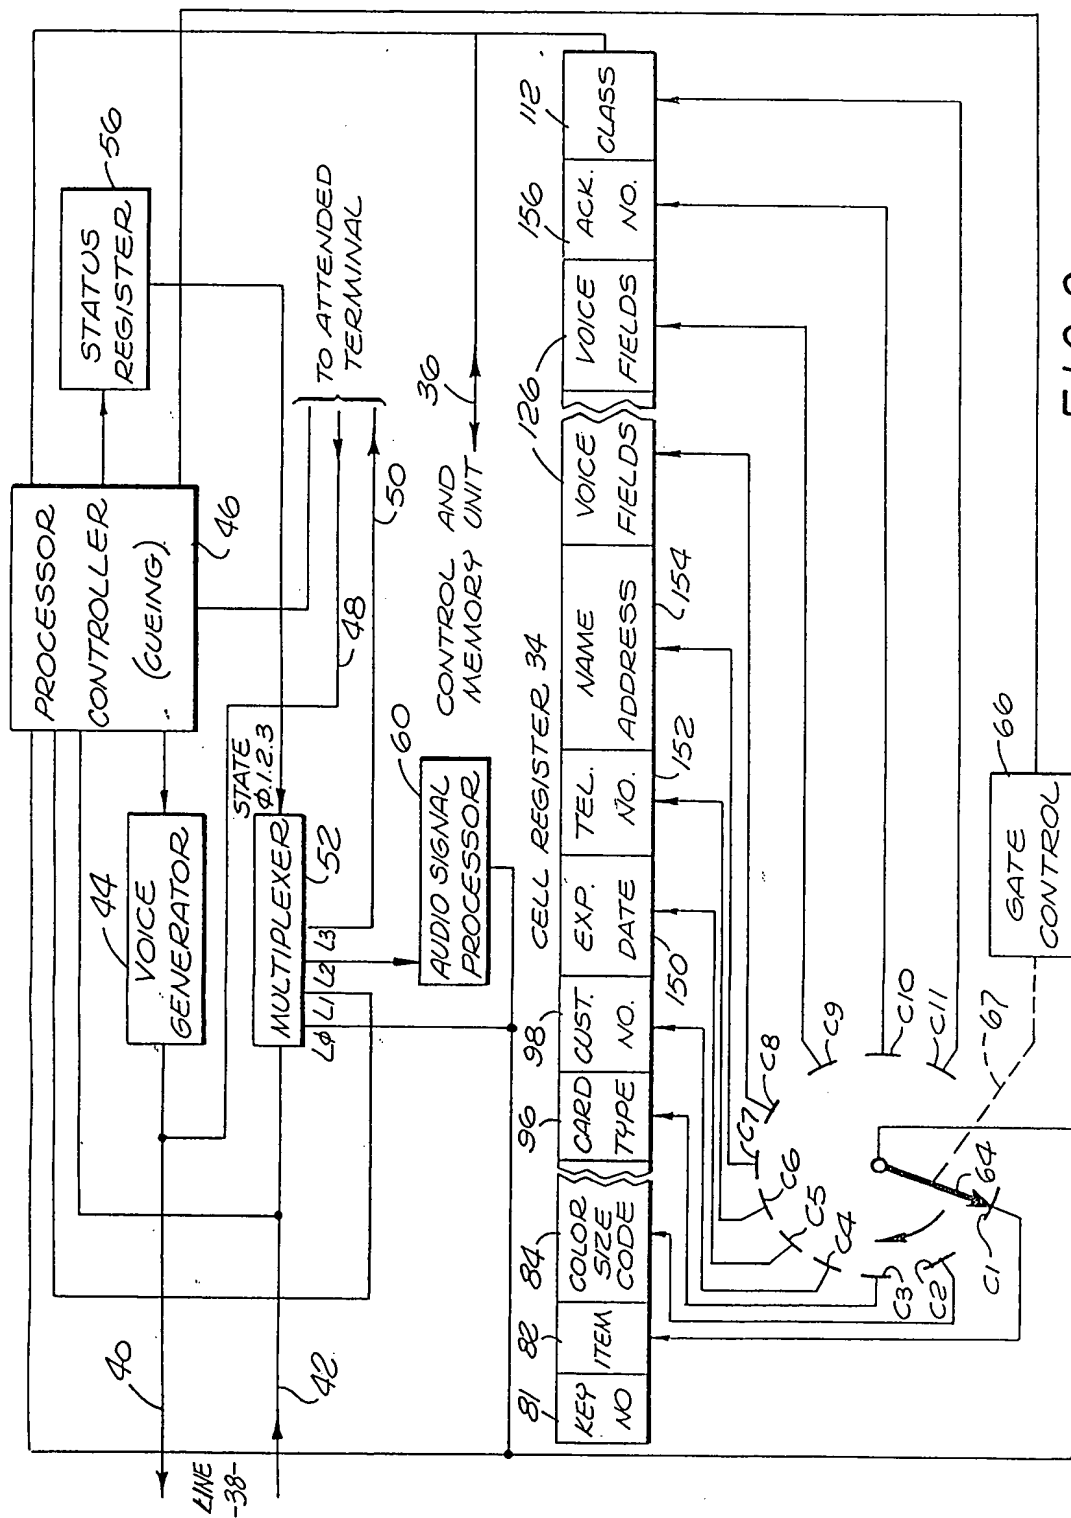 PROCESSOR
CONTROLLER
(CUEING)
46
STATUS
REGISTER
56
44
VOICE
GENERATOR
STATE
Φ.1.2.3
MULTIPLEXER
52
LΦ L1 L2 L3
TO ATTENDED
TERMINAL
48
50
40
42
LINE
-38-
60
AUDIO SIGNAL
PROCESSOR
CONTROL AND
MEMORY UNIT
36
CELL REGISTER 34
81
82
84
96
98
126
156
112
KEY
NO
ITEM
COLOR
SIZE
CODE
CARD
TYPE
CUST.
NO.
EXP.
DATE
TEL.
NO.
NAME
ADDRESS
VOICE
FIELDS
VOICE
FIELDS
ACK.
NO.
CLASS
150
152
154
C1
C2
C3
C4
C5
C6
C7
C8
C9
C10
C11
64
67
66
GATE
CONTROL